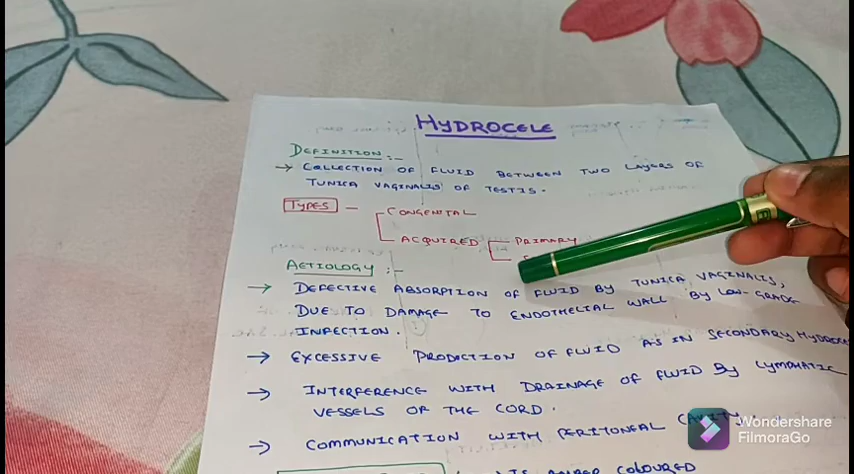 HYDROCELE
DEFINITION :-
→ COLLECTION OF FLUID BETWEEN TWO LAYERS OF
TUNICA VAGINALIS OF TESTIS.
TYPES - CONGENITAL
ACQUIRED PRIMARY
AETIOLOGY :-
→ DEFECTIVE ABSORPTION OF FLUID BY TUNICA VAGINALIS,
DUE TO DAMAGE TO ENDOTHELIAL WALL BY LOW-GRADE
INFECTION.
→ EXCESSIVE PRODUCTION OF FLUID AS IN SECONDARY HYDROCE
→ INTERFERENCE WITH DRAINAGE OF FLUID BY LYMPHATIC
VESSELS OF THE CORD.
→ COMMUNICATION WITH PERITONEAL CAVITY.
COLOURED
Wondershare
FilmoraGo